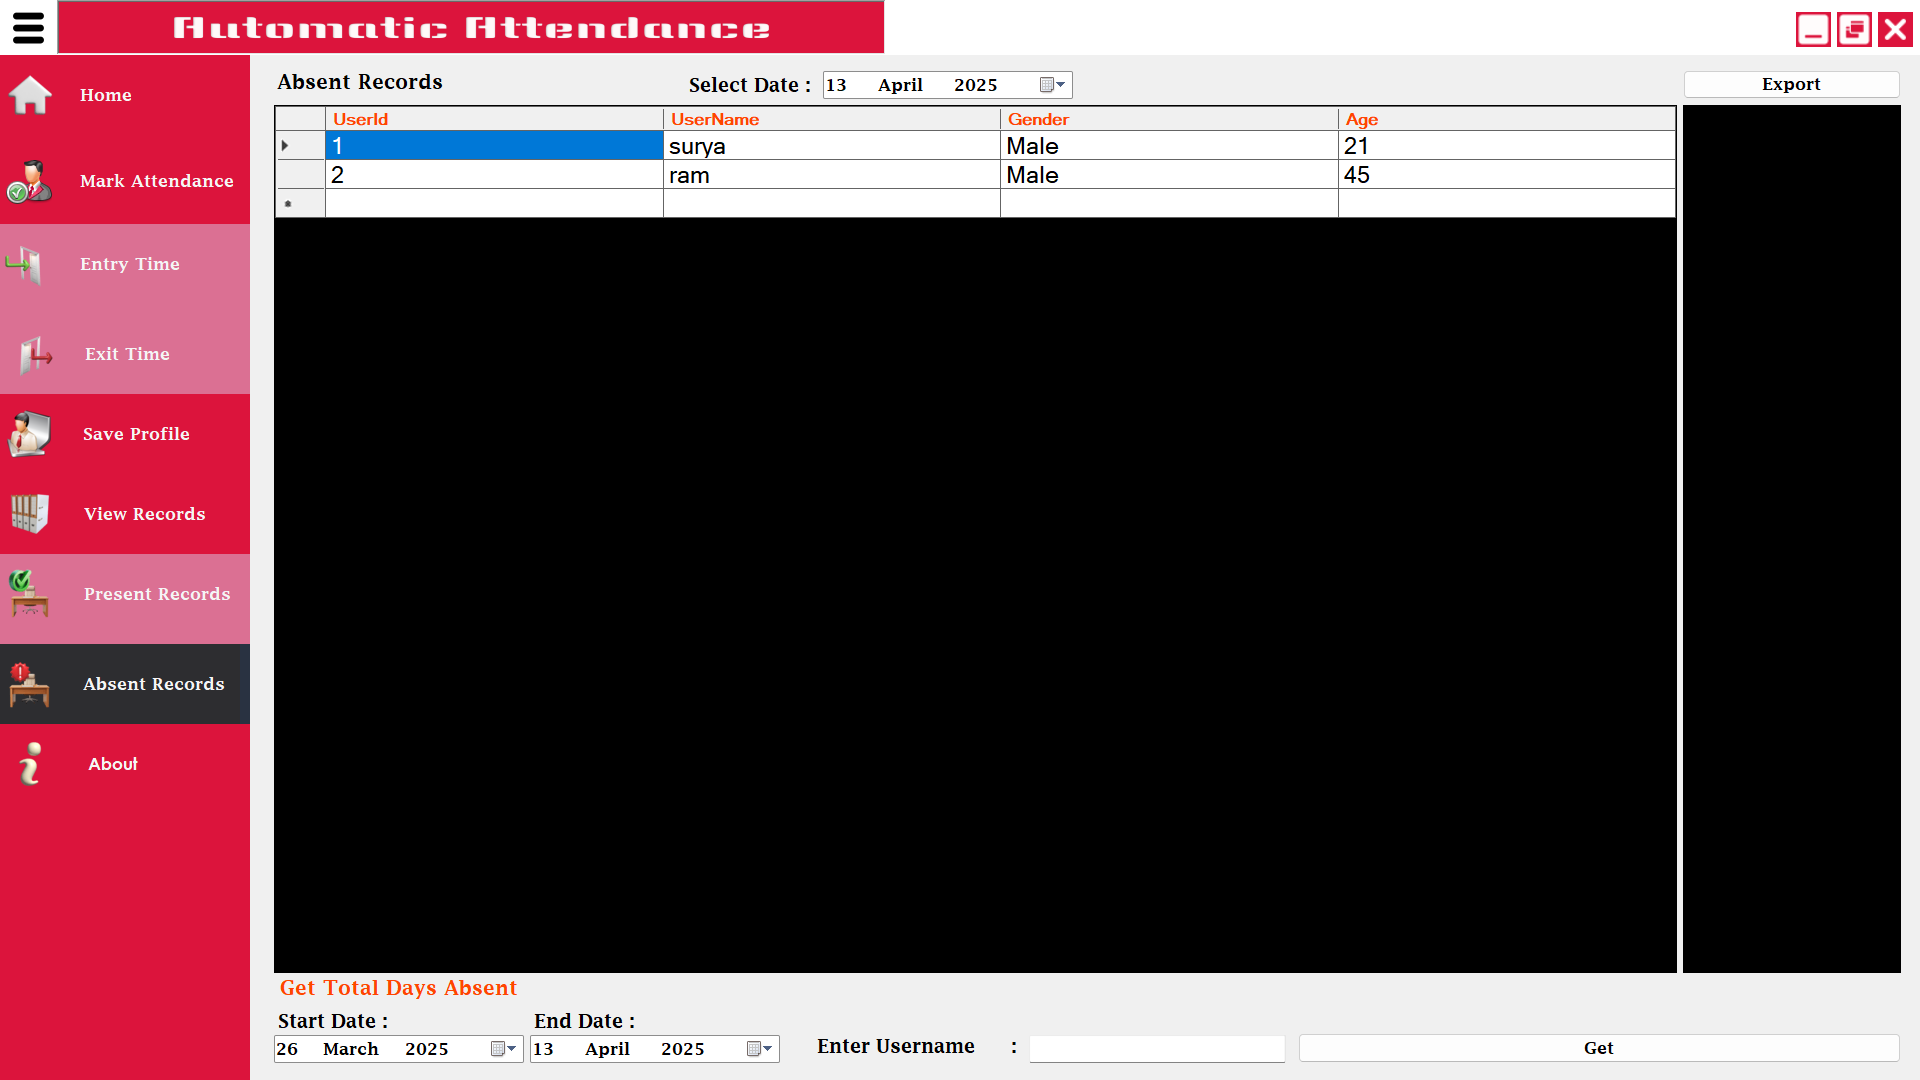 Automatic Attendance
Home
Mark Attendance
Entry Time
Exit Time
Save Profile
View Records
Present Records
Absent Records
About
Absent Records
Select Date : 13 April 2025
Export
UserId UserName Gender Age
1 surya Male 21
2 ram Male 45
Get Total Days Absent
Start Date : End Date :
26 March 2025 13 April 2025 Enter Username : Get